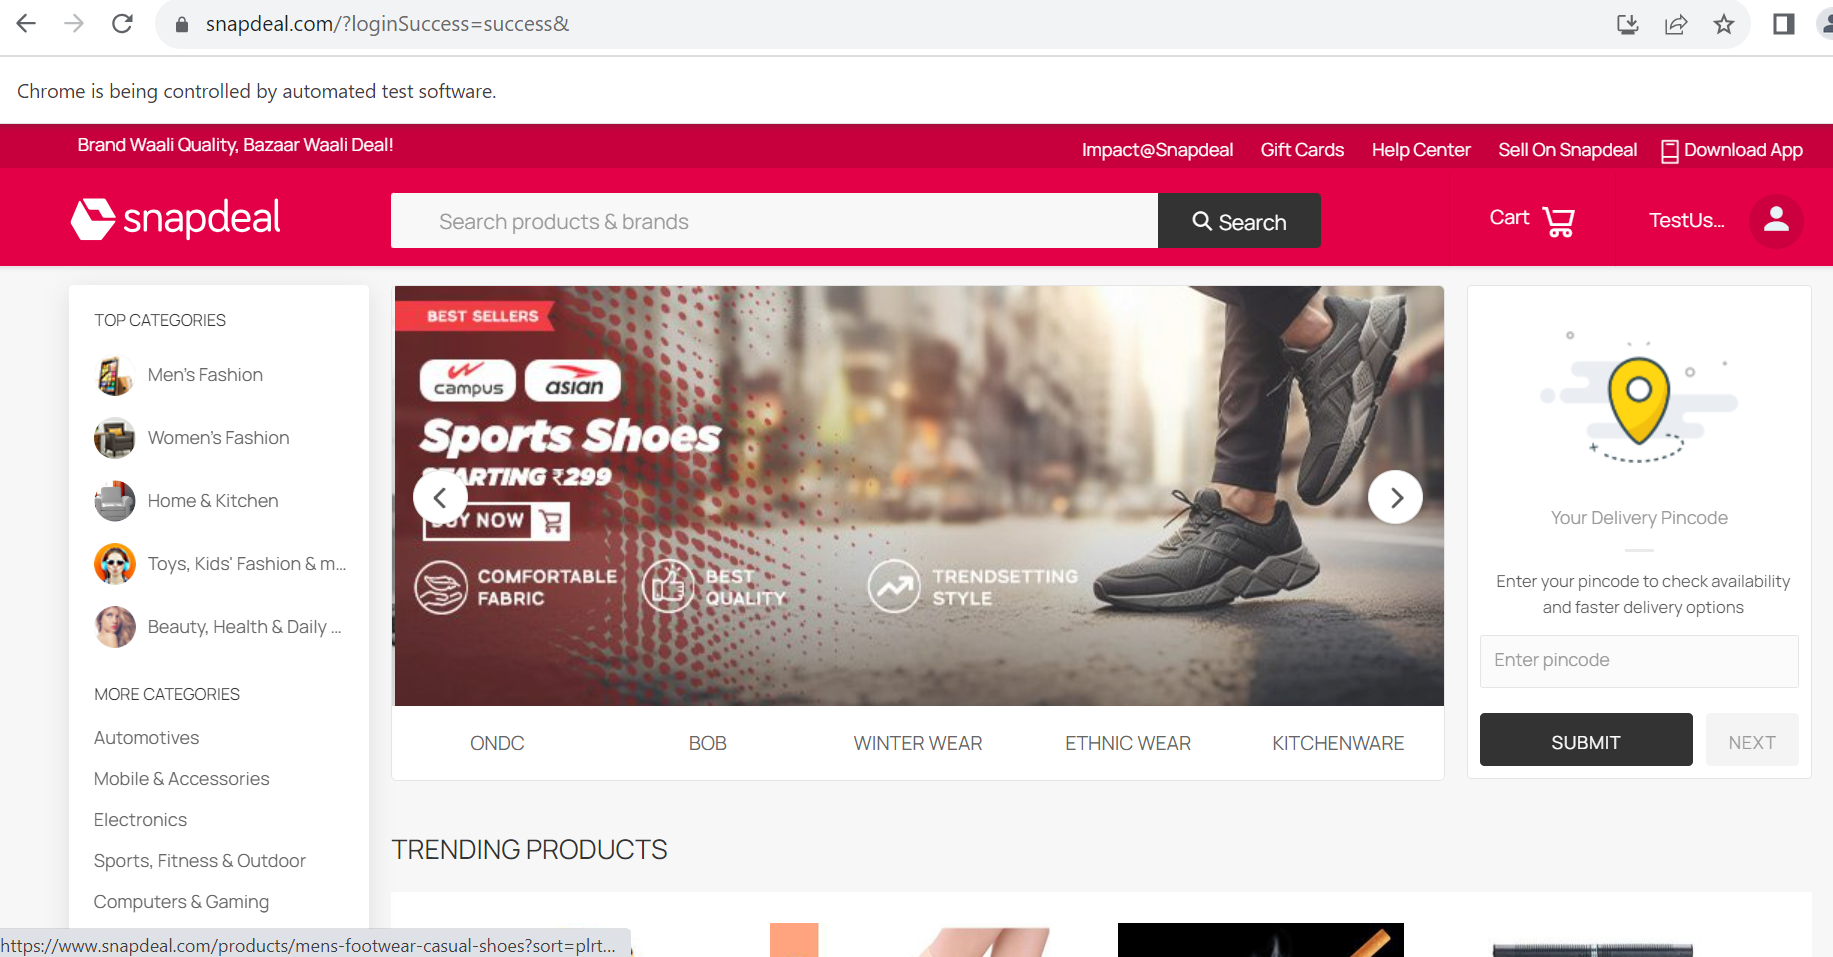 snapdeal.com/?loginSuccess=success&
Chrome is being controlled by automated test software.
Brand Waali Quality, Bazaar Waali Deal!
Impact@Snapdeal
Gift Cards
Help Center
Sell On Snapdeal
Download App
snapdeal
Search products & brands
Search
Cart
TestUs...
TOP CATEGORIES
Men's Fashion
Women's Fashion
Home & Kitchen
Toys, Kids' Fashion & m...
Beauty, Health & Daily ...
MORE CATEGORIES
Automotives
Mobile & Accessories
Electronics
Sports, Fitness & Outdoor
Computers & Gaming
BEST SELLERS
campus
asian
Sports Shoes
STARTING ₹299
BUY NOW
COMFORTABLE
FABRIC
BEST
QUALITY
TRENDSETTING
STYLE
ONDC
BOB
WINTER WEAR
ETHNIC WEAR
KITCHENWARE
Your Delivery Pincode
Enter your pincode to check availability
and faster delivery options
Enter pincode
SUBMIT
NEXT
TRENDING PRODUCTS
https://www.snapdeal.com/products/mens-footwear-casual-shoes?sort=plrt...